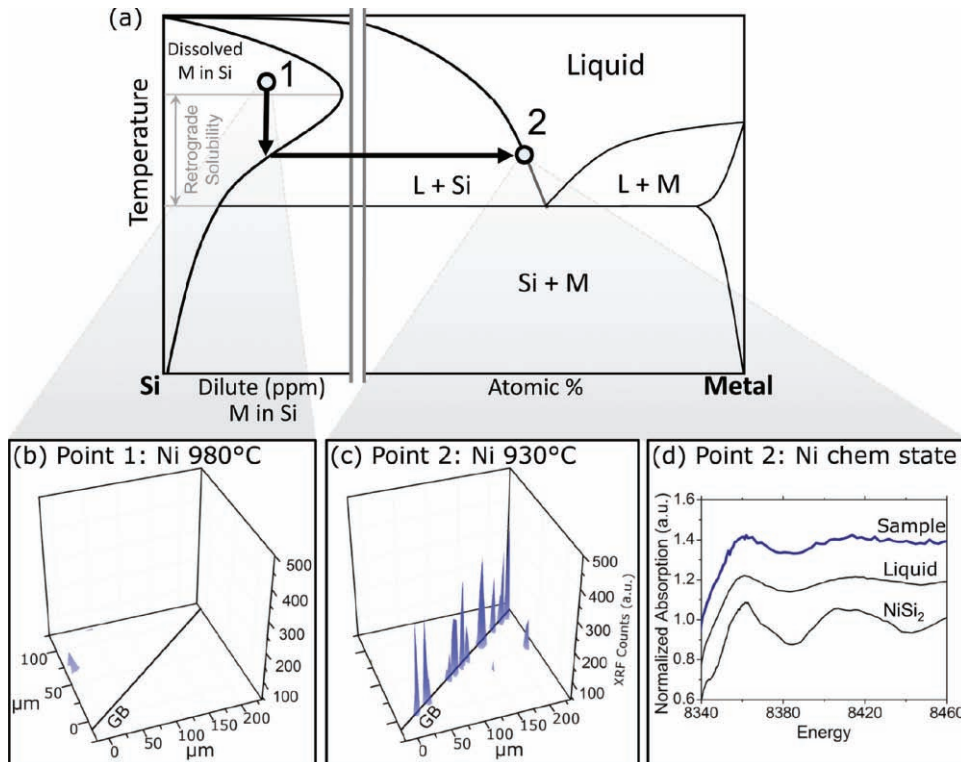 (a)
Dissolved
M in Si
1
Liquid
2
Retrograde
Solubility
Temperature
L + Si
L + M
Si + M
Si
Dilute (ppm)
M in Si
Atomic %
Metal
(b) Point 1: Ni 980°C
500
400
300
200
100
100
50
0
µm
GB
0
50
100
150
200
µm
(c) Point 2: Ni 930°C
500
400
300
200
100
XRF Counts (a.u.)
GB
0
50
100
150
200
µm
(d) Point 2: Ni chem state
Normalized Absorption (a.u.)
1.6
1.4
1.2
1.0
0.8
0.6
Sample
Liquid
NiSi₂
8340
8380
8420
8460
Energy